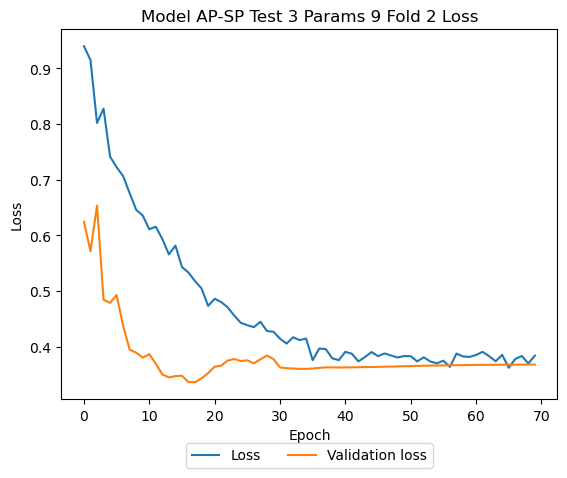 Model AP-SP Test 3 Params 9 Fold 2 Loss
Loss
0.9
0.8
0.7
0.6
0.5
0.4
0 10 20 30 40 50 60 70
Epoch
Loss Validation loss